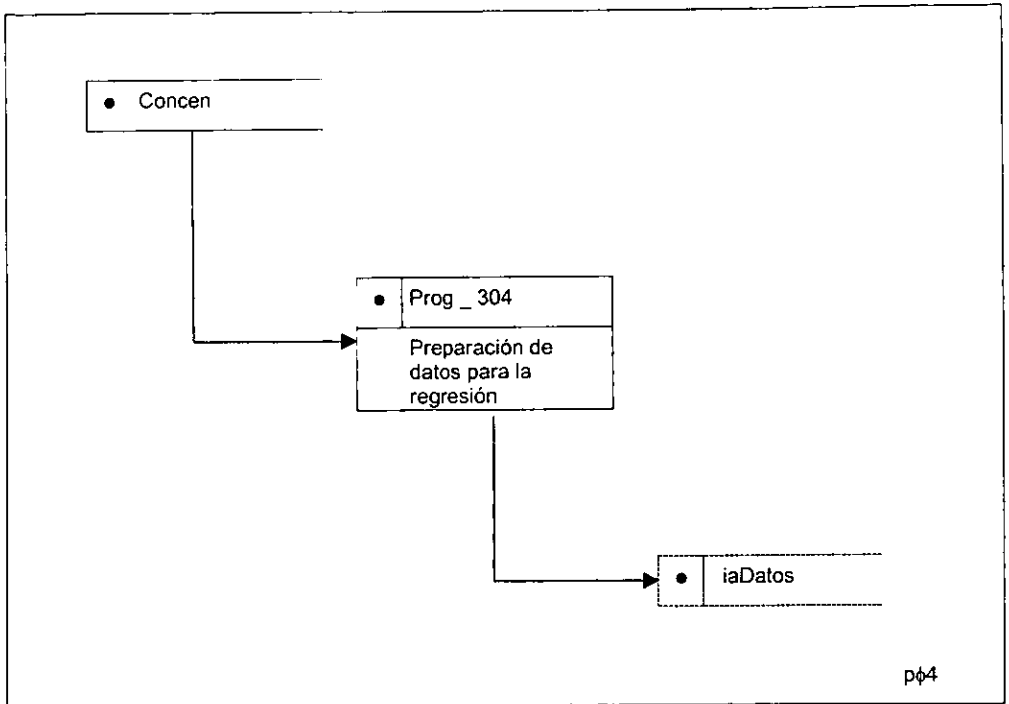 Concen
Prog _ 304
Preparación de
datos para la
regresión
iaDatos
pϕ4